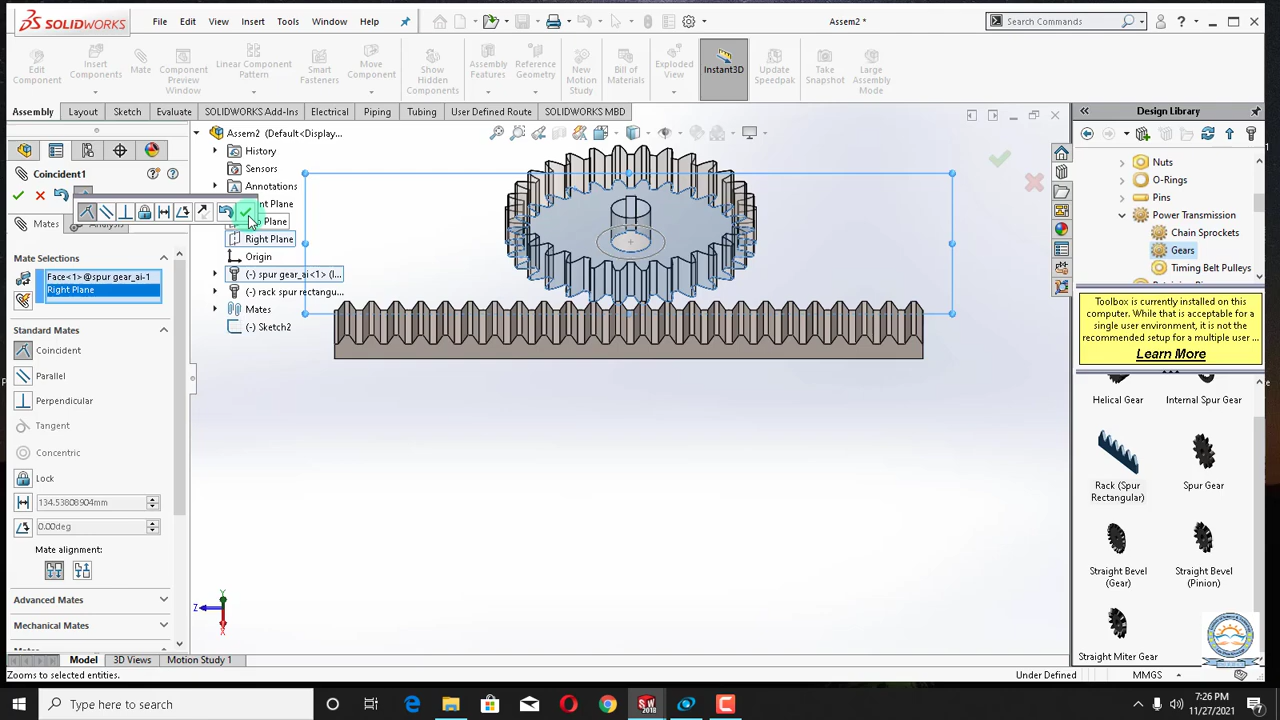 SOLIDWORKS File Edit View Insert Tools Window Help Assem2 * Search Commands
Edit Component
Insert Components
Mate
Component Preview Window
Linear Component Pattern
Smart Fasteners
Move Component
Show Hidden Components
Assembly Features
Reference Geometry
New Motion Study
Bill of Materials
Exploded View
Instant3D
Update Speedpak
Take Snapshot
Large Assembly Mode
Assembly Layout Sketch Evaluate SOLIDWORKS Add-Ins Electrical Piping Tubing User Defined Route SOLIDWORKS MBD
Coincident1
Mates
Mate Selections
Face<1>@spur gear_ai-1
Right Plane
Standard Mates
Coincident
Parallel
Perpendicular
Tangent
Concentric
Lock
134.53808904mm
0.00deg
Mate alignment:
Advanced Mates
Mechanical Mates
Assem2 (Default<Display...
History
Sensors
Annotations
nt Plane
Plane
Right Plane
Origin
(-) spur gear_ai<1> (I...
(-) rack spur rectangu...
Mates
(-) Sketch2
Z
Design Library
Nuts
O-Rings
Pins
Power Transmission
Chain Sprockets
Gears
Timing Belt Pulleys
Toolbox is currently installed on this
computer. While that is acceptable for a
single user environment, it is not the
recommended setup for a multiple user ...
Learn More
Helical Gear Internal Spur Gear
Rack (Spur Rectangular)
Spur Gear
Straight Bevel (Gear)
Straight Bevel (Pinion)
Straight Miter Gear
Model 3D Views Motion Study 1
Zooms to selected entities. Under Defined MMGS
Type here to search
7:26 PM
11/27/2021